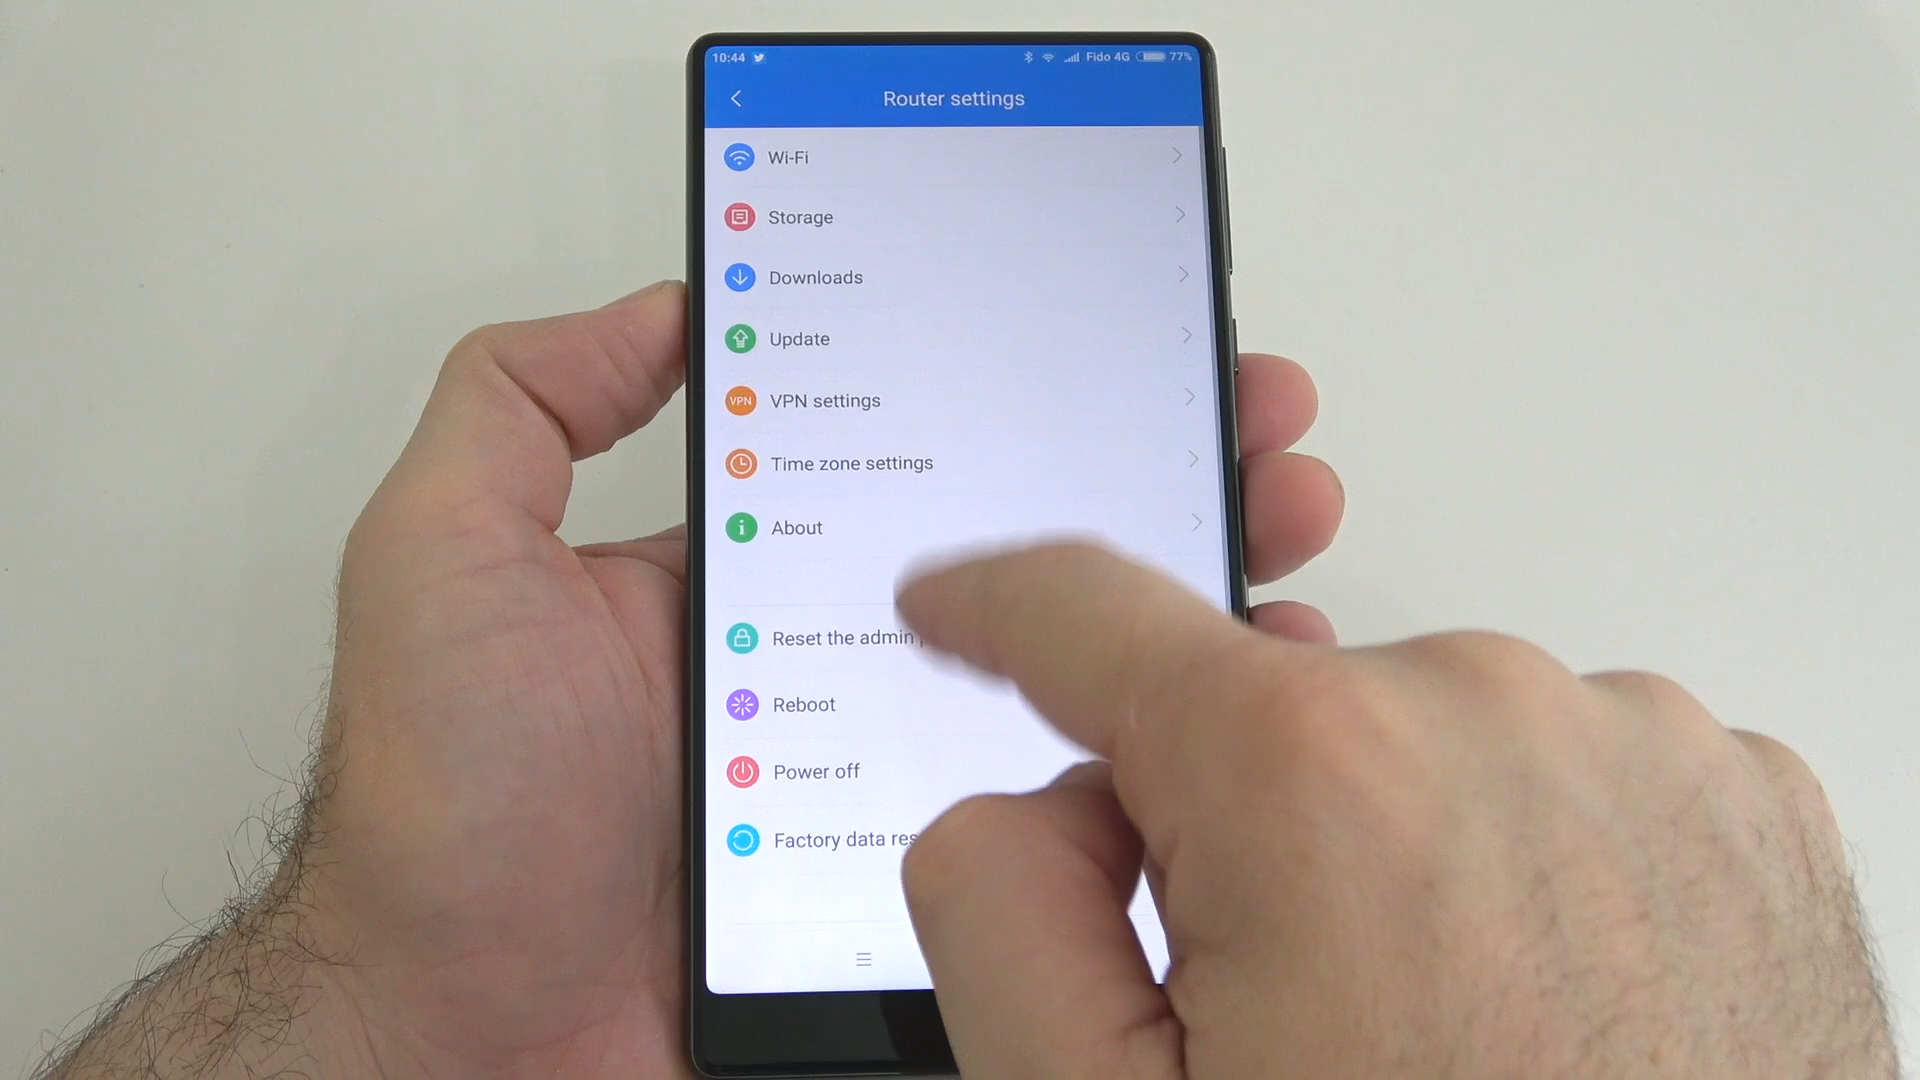 10:44 Fido 4G 77%
Router settings
Wi-Fi
Storage
Downloads
Update
VPN VPN settings
Time zone settings
About
Reset the admin
Reboot
Power off
Factory data res